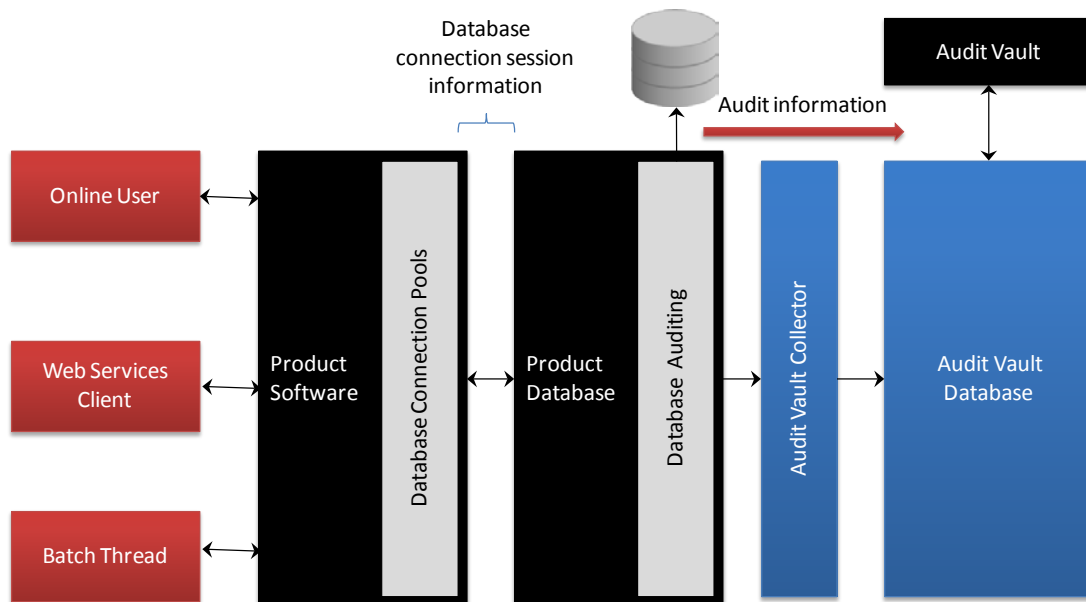 Database
connection session
information
Audit information
Audit Vault
Online User
Web Services
Client
Batch Thread
Product
Software
Database Connection Pools
Product
Database
Database Auditing
Audit Vault Collector
Audit Vault
Database